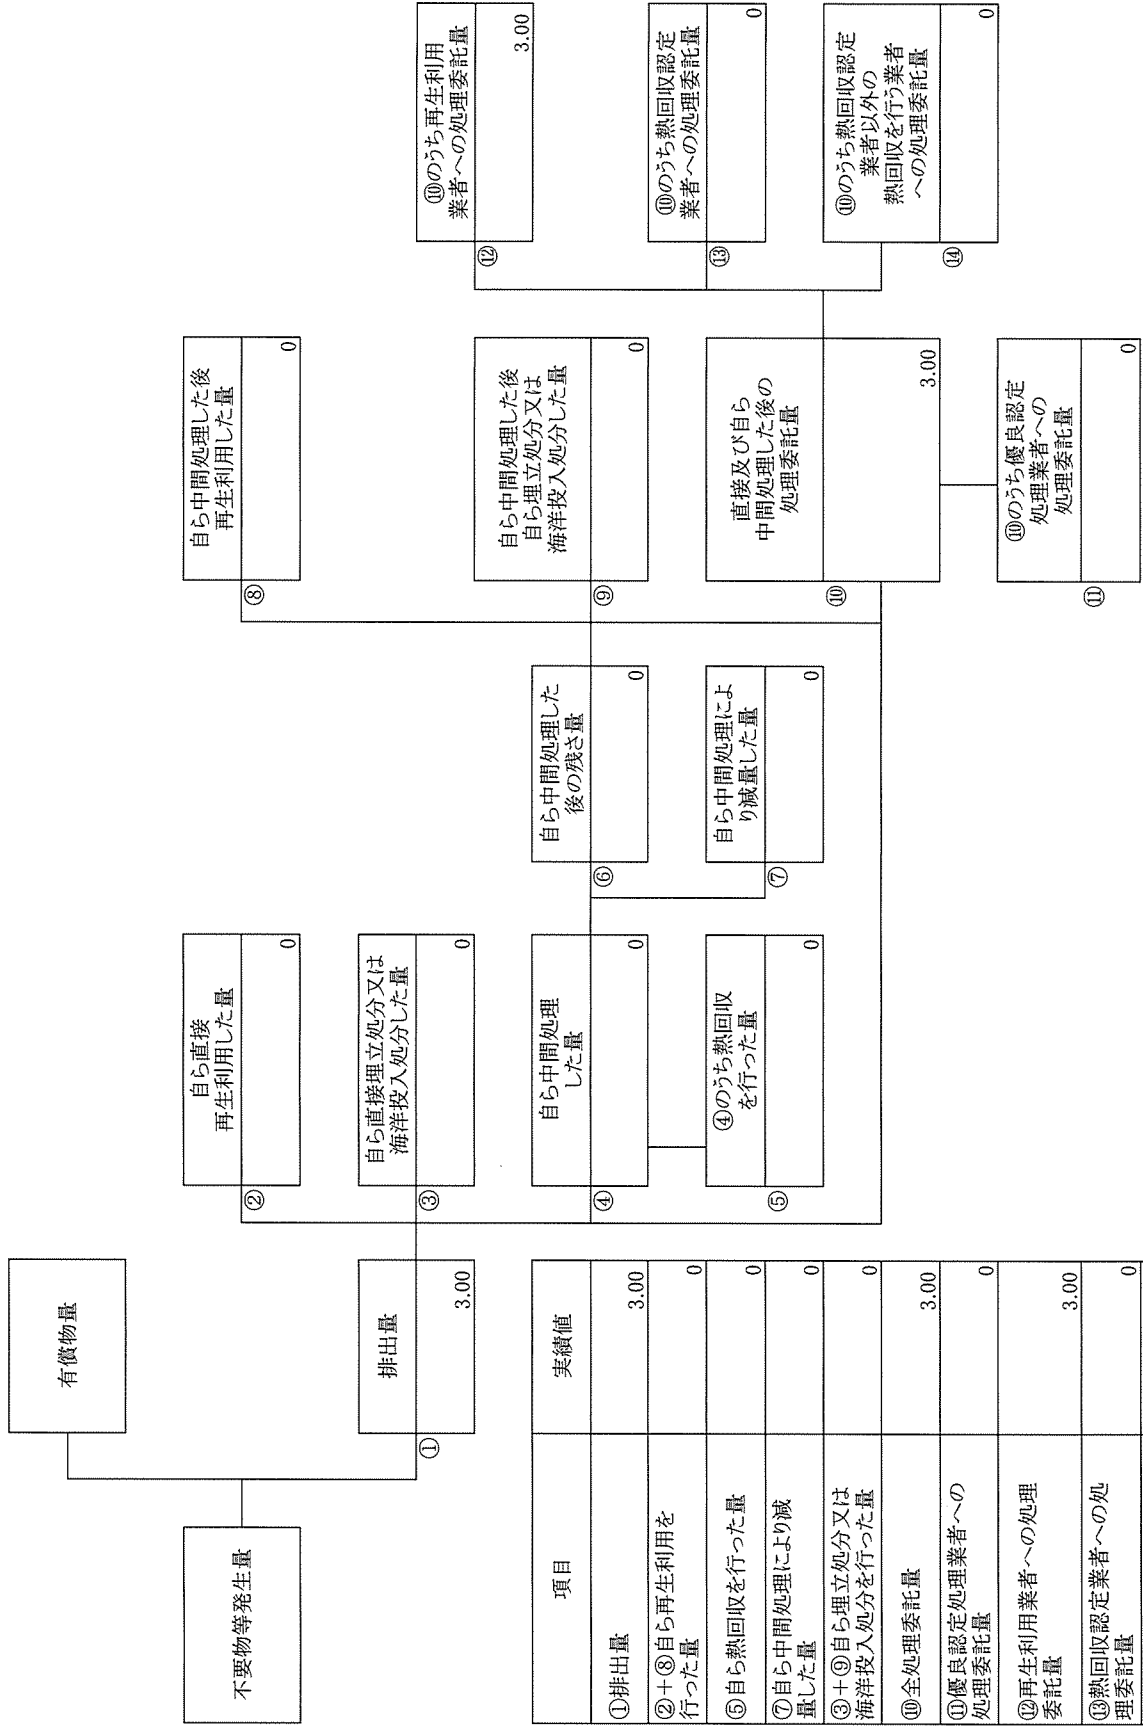 不要物等発生量
有償物量
①
排出量
3.00
②
自ら直接
再生利用した量
0
③
自ら直接埋立処分又は
海洋投入処分した量
0
④
自ら中間処理
した量
0
⑤
④のうち熱回収
を行った量
0
⑥
自ら中間処理した
後の残さ量
0
⑦
自ら中間処理によ
り減量した量
0
⑧
自ら中間処理した後
再生利用した量
0
⑨
自ら中間処理した後
自ら埋立処分又は
海洋投入処分した量
0
⑩
直接及び自ら
中間処理した後の
処理委託量
3.00
⑪
⑩のうち優良認定
処理業者への
処理委託量
0
⑫
⑩のうち再生利用
業者への処理委託量
3.00
⑬
⑩のうち熱回収認定
業者への処理委託量
0
⑭
⑩のうち熱回収認定
業者以外の
熱回収を行う業者
への処理委託量
0
項目 実績値
①排出量 3.00
②+⑧自ら再生利用を
行った量 0
⑤自ら熱回収を行った量 0
⑦自ら中間処理により減
量した量 0
③+⑨自ら埋立処分又は
海洋投入処分を行った量 0
⑩全処理委託量 3.00
⑪優良認定処理業者への
処理委託量 0
⑫再生利用業者への処理
委託量 3.00
⑬熱回収認定業者への処
理委託量 0